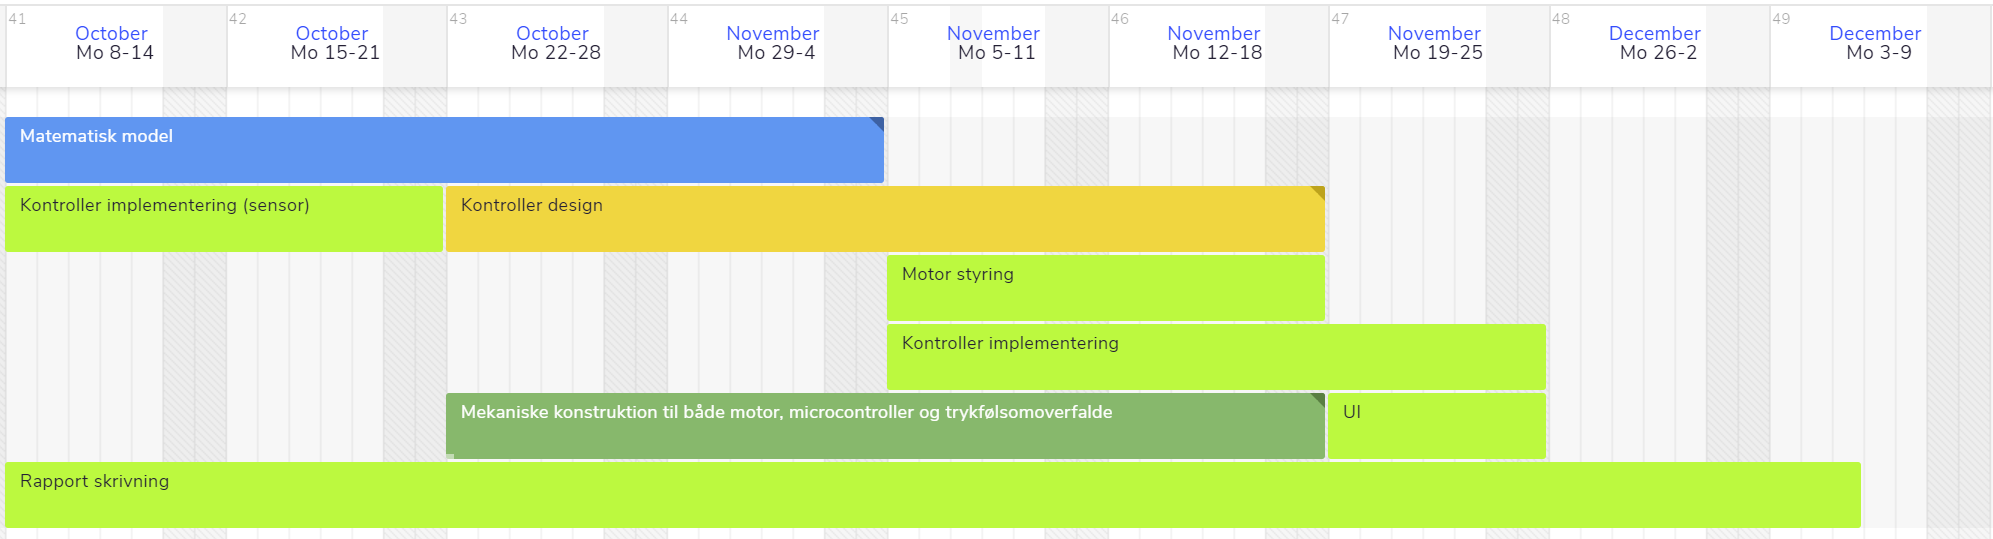 41 42 43 44 45 46 47 48 49
October October October November November November November December December
Mo 8-14 Mo 15-21 Mo 22-28 Mo 29-4 Mo 5-11 Mo 12-18 Mo 19-25 Mo 26-2 Mo 3-9
Matematisk model
Kontroller implementering (sensor) Kontroller design
Motor styring
Kontroller implementering
Mekaniske konstruktion til både motor, microcontroller og trykfølsomoverfalde UI
Rapport skrivning